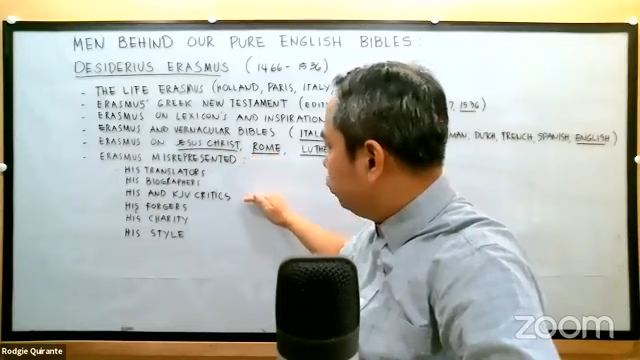 MEN BEHIND OUR PURE ENGLISH BIBLES:
DESIDERIUS ERASMUS (1466-1536)
- THE LIFE ERASMUS (HOLLAND, PARIS, ITALY,
- ERASMUS' GREEK NEW TESTAMENT (EDIT 7, 1536)
- ERASMUS ON LEXICON'S AND INSPIRATION
- ERASMUS AND VERNACULAR BIBLES (ITAL MAN, DUTCH, FRENCH, SPANISH, ENGLISH)
- ERASMUS ON JESUS CHRIST, ROME, LUTHE
- ERASMUS MISREPRESENTED:
HIS TRANSLATORS
HIS BIOGRAPHERS
HIS AND KJV CRITICS
HIS FORGERS
HIS CHARITY
HIS STYLE
Rodgie Quirante
zoom